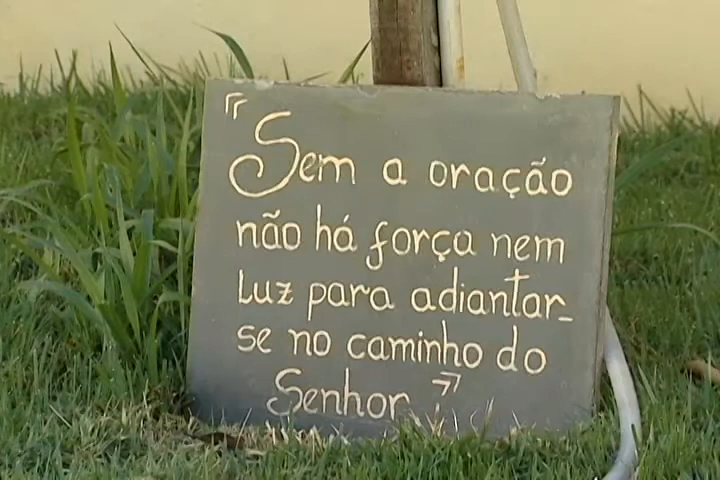 “Sem a oração
não há força nem
Luz para adiantar-
se no caminho do
Senhor”